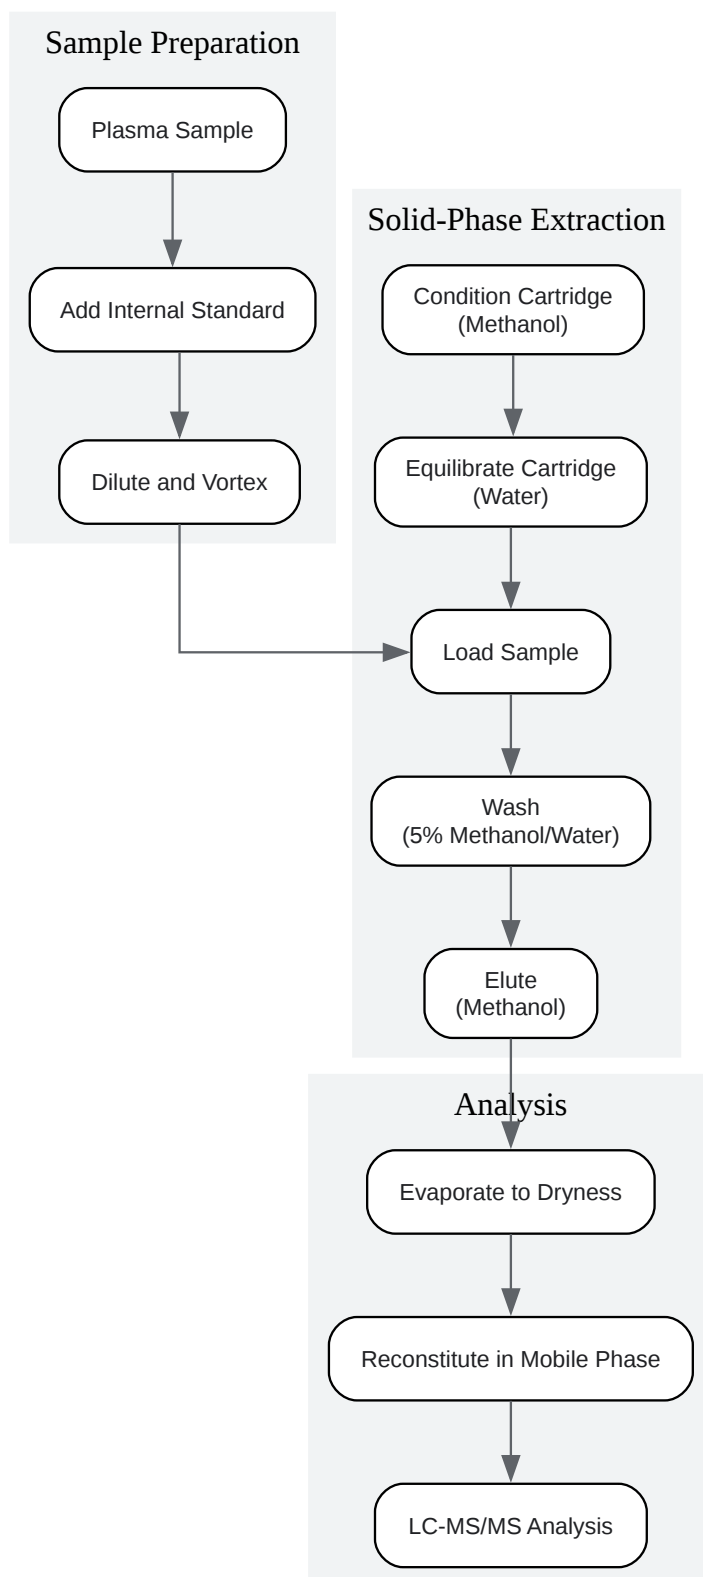 Sample Preparation
Plasma Sample
Add Internal Standard
Dilute and Vortex
Solid-Phase Extraction
Condition Cartridge
(Methanol)
Equilibrate Cartridge
(Water)
Load Sample
Wash
(5% Methanol/Water)
Elute
(Methanol)
Analysis
Evaporate to Dryness
Reconstitute in Mobile Phase
LC-MS/MS Analysis